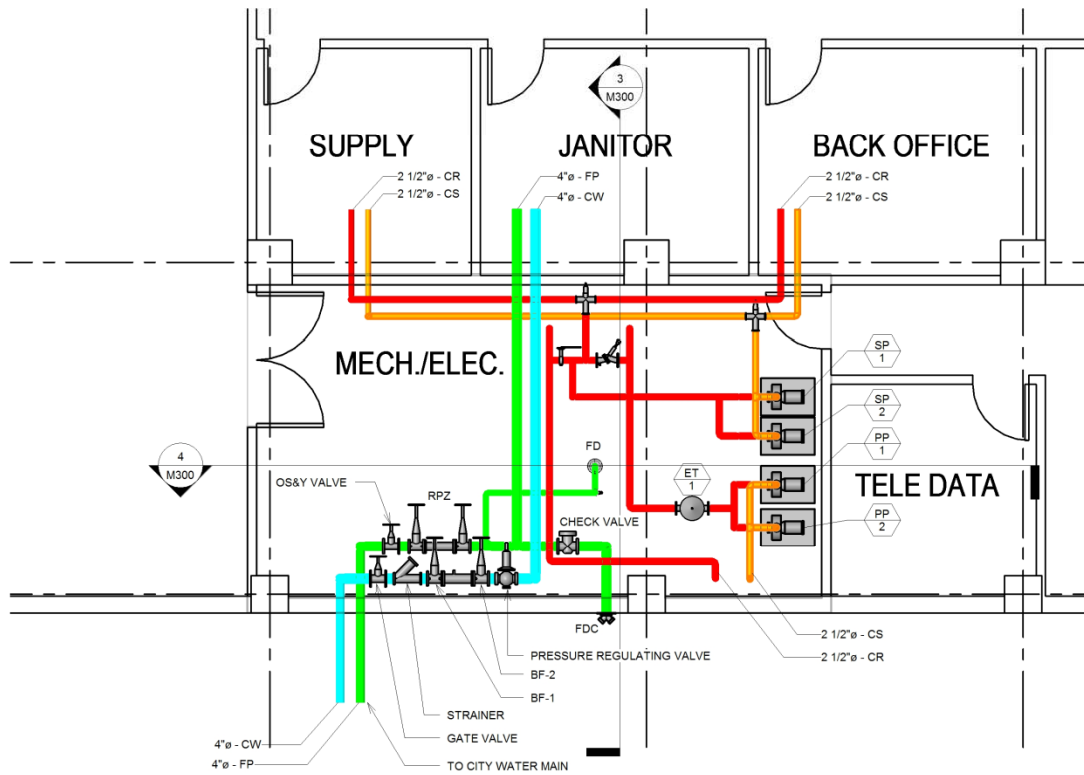 3
M300
SUPPLY
JANITOR
BACK OFFICE
2 1/2"ø - CR
2 1/2"ø - CS
4"ø - FP
4"ø - CW
2 1/2"ø - CR
2 1/2"ø - CS
MECH./ELEC.
SP
1
SP
2
4
M300
FD
PP
1
ET
1
OS&Y VALVE
RPZ
TELE DATA
CHECK VALVE
PP
2
FDC
2 1/2"ø - CS
PRESSURE REGULATING VALVE
2 1/2"ø - CR
BF-2
BF-1
STRAINER
4"ø - CW
GATE VALVE
4"ø - FP
TO CITY WATER MAIN